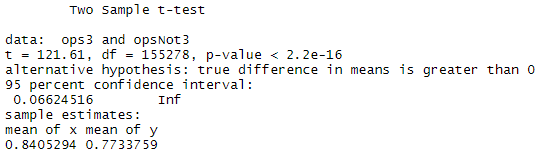 Two Sample t-test
data: ops3 and opsNot3
t = 121.61, df = 155278, p-value < 2.2e-16
alternative hypothesis: true difference in means is greater than 0
95 percent confidence interval:
0.06624516 Inf
sample estimates:
mean of x mean of y
0.8405294 0.7733759